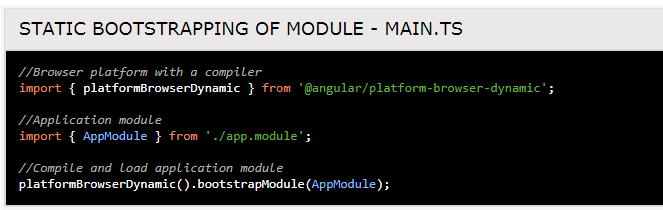 STATIC BOOTSTRAPPING OF MODULE - MAIN.TS
//Browser platform with a compiler
import { platformBrowserDynamic } from '@angular/platform-browser-dynamic';
//Application module
import { AppModule } from './app.module';
//Compile and load application module
platformBrowserDynamic().bootstrapModule(AppModule);